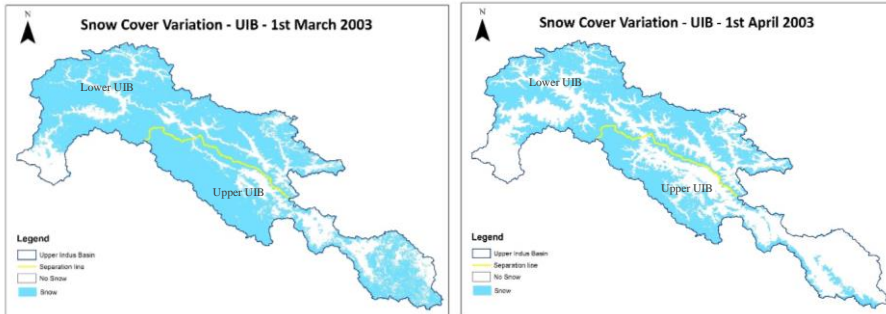 N
Snow Cover Variation - UIB - 1st March 2003
Lower UIB
Upper UIB
Legend
Upper Indus Basin
Separation line
No Snow
Snow
N
Snow Cover Variation - UIB - 1st April 2003
Lower UIB
Upper UIB
Legend
Upper Indus Basin
Separation line
No Snow
Snow